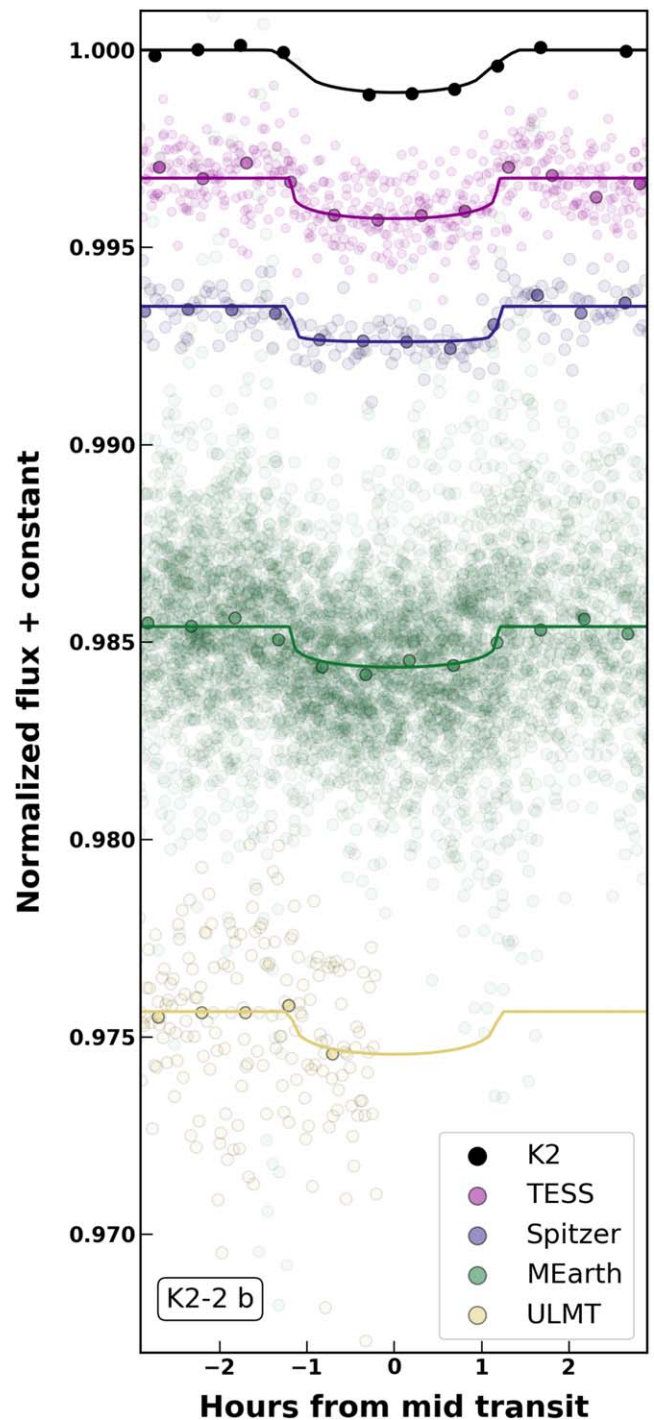 1.000
0.995
0.990
0.985
0.980
0.975
0.970
Normalized flux + constant
K2
TESS
Spitzer
MEarth
ULMT
K2-2 b
−2 −1 0 1 2
Hours from mid transit